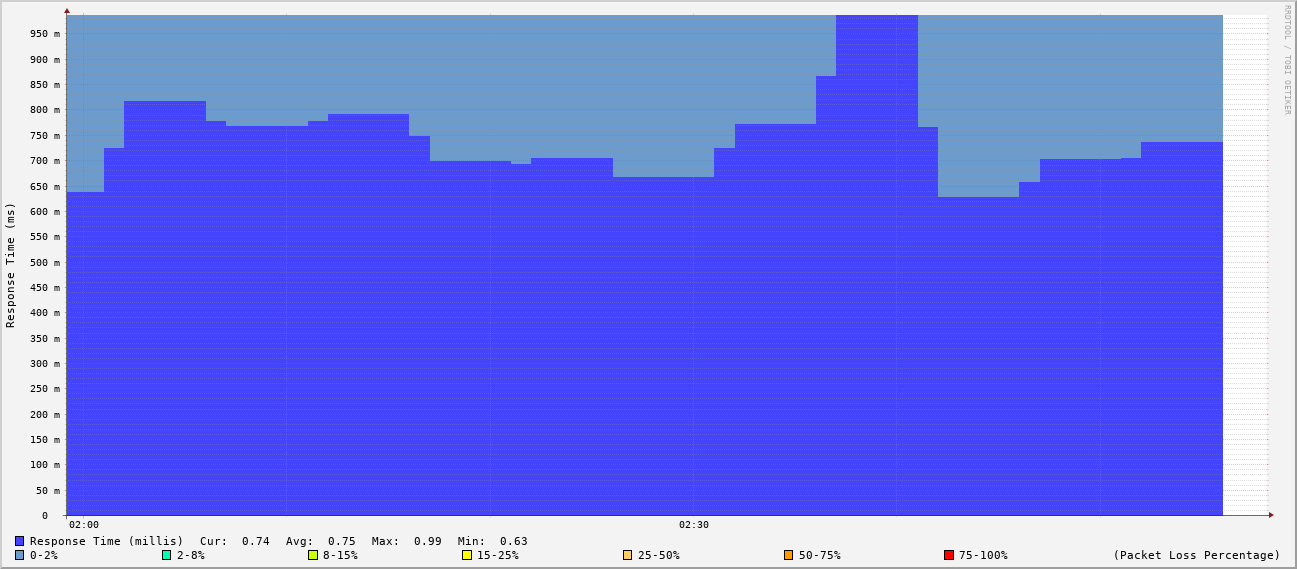 RRDTOOL / TOBI OETIKER
Response Time (ms)
950 m
900 m
850 m
800 m
750 m
700 m
650 m
600 m
550 m
500 m
450 m
400 m
350 m
300 m
250 m
200 m
150 m
100 m
50 m
0
02:00 02:30
Response Time (millis) Cur: 0.74 Avg: 0.75 Max: 0.99 Min: 0.63
0-2% 2-8% 8-15% 15-25% 25-50% 50-75% 75-100% (Packet Loss Percentage)